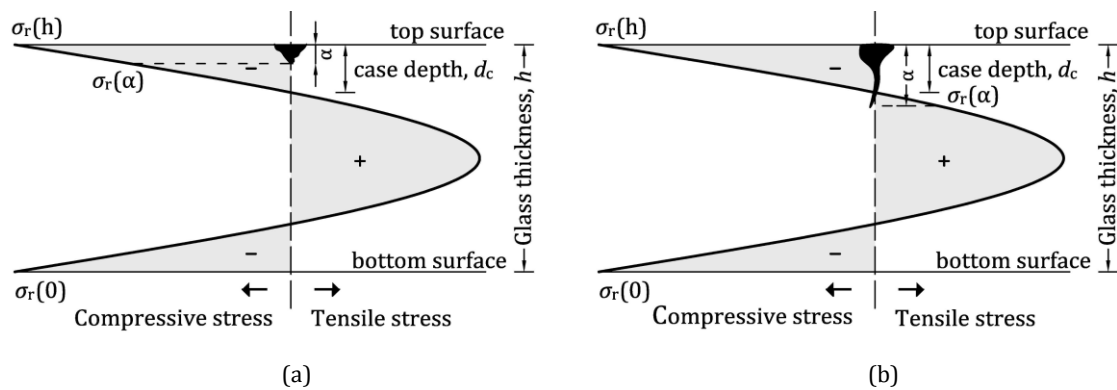 σr(h)
top surface
α
case depth, dc
σr(α)
−
+
Glass thickness, h
−
bottom surface
σr(0)
Compressive stress
Tensile stress
(a)
σr(h)
top surface
α
case depth, dc
σr(α)
−
+
Glass thickness, h
−
bottom surface
σr(0)
Compressive stress
Tensile stress
(b)